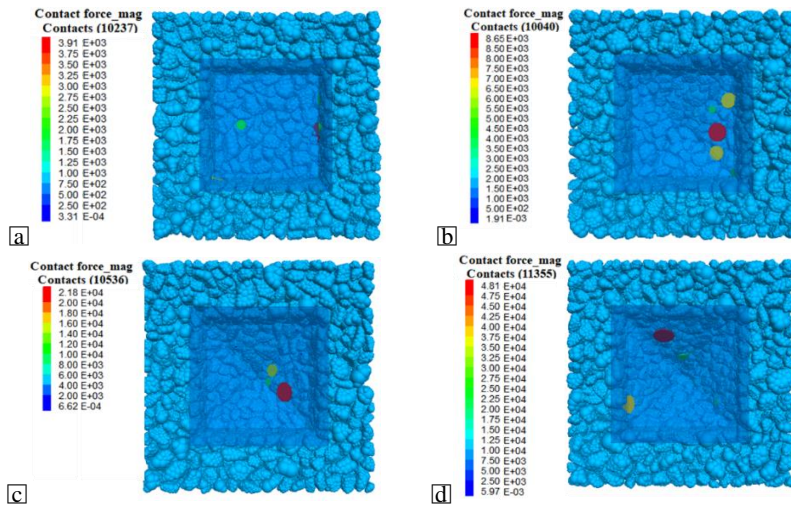 Contact force_mag
Contacts (10237)
3.91 E+03
3.75 E+03
3.50 E+03
3.25 E+03
3.00 E+03
2.75 E+03
2.50 E+03
2.25 E+03
2.00 E+03
1.75 E+03
1.50 E+03
1.25 E+03
1.00 E+03
7.50 E+02
5.00 E+02
2.50 E+02
3.31 E-04
a
Contact force_mag
Contacts (10040)
8.65 E+03
8.50 E+03
8.00 E+03
7.50 E+03
7.00 E+03
6.50 E+03
6.00 E+03
5.50 E+03
5.00 E+03
4.50 E+03
4.00 E+03
3.50 E+03
3.00 E+03
2.50 E+03
2.00 E+03
1.50 E+03
1.00 E+03
5.00 E+02
1.91 E-03
b
Contact force_mag
Contacts (10536)
2.18 E+04
2.00 E+04
1.80 E+04
1.60 E+04
1.40 E+04
1.20 E+04
1.00 E+04
8.00 E+03
6.00 E+03
4.00 E+03
2.00 E+03
6.62 E-04
c
Contact force_mag
Contacts (11355)
4.81 E+04
4.75 E+04
4.50 E+04
4.25 E+04
4.00 E+04
3.75 E+04
3.50 E+04
3.25 E+04
3.00 E+04
2.75 E+04
2.50 E+04
2.25 E+04
2.00 E+04
1.75 E+04
1.50 E+04
1.25 E+04
1.00 E+04
7.50 E+03
5.00 E+03
2.50 E+03
5.97 E-03
d